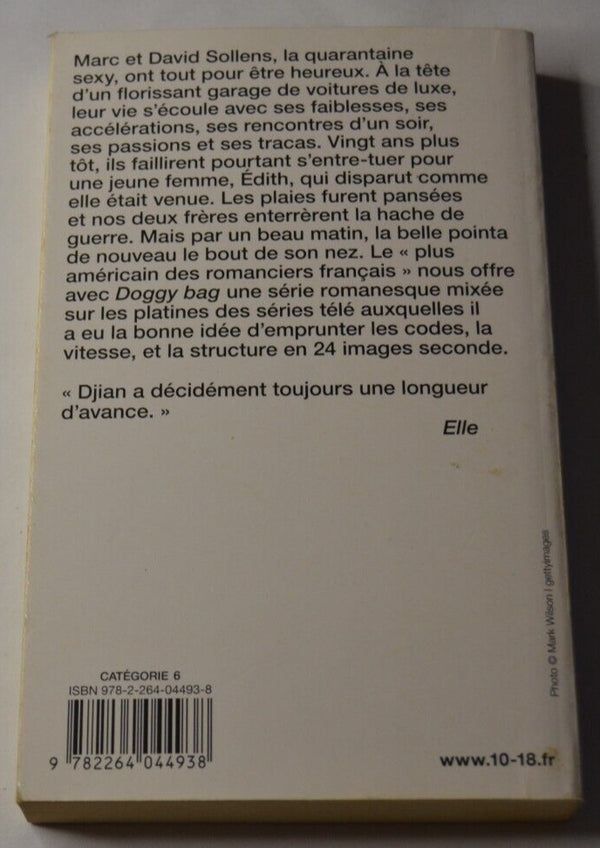 Marc et David Sollens, la quarantaine
sexy, ont tout pour être heureux. À la tête
d'un florissant garage de voitures de luxe,
leur vie s'écoule avec ses faiblesses, ses
accélérations, ses rencontres d'un soir,
ses passions et ses tracas. Vingt ans plus
tôt, ils faillirent pourtant s'entre-tuer pour
une jeune femme, Édith, qui disparut comme
elle était venue. Les plaies furent pansées
et nos deux frères enterrèrent la hache de
guerre. Mais par un beau matin, la belle pointa
de nouveau le bout de son nez. Le « plus
américain des romanciers français » nous offre
avec Doggy bag une série romanesque mixée
sur les platines des séries télé auxquelles il
a eu la bonne idée d'emprunter les codes, la
vitesse, et la structure en 24 images seconde.
« Djian a décidément toujours une longueur
d'avance. »
Elle
Photo © Mark Wilson | gettyimages
CATÉGORIE 6
ISBN 978-2-264-04493-8
9 782264 044938
www.10-18.fr